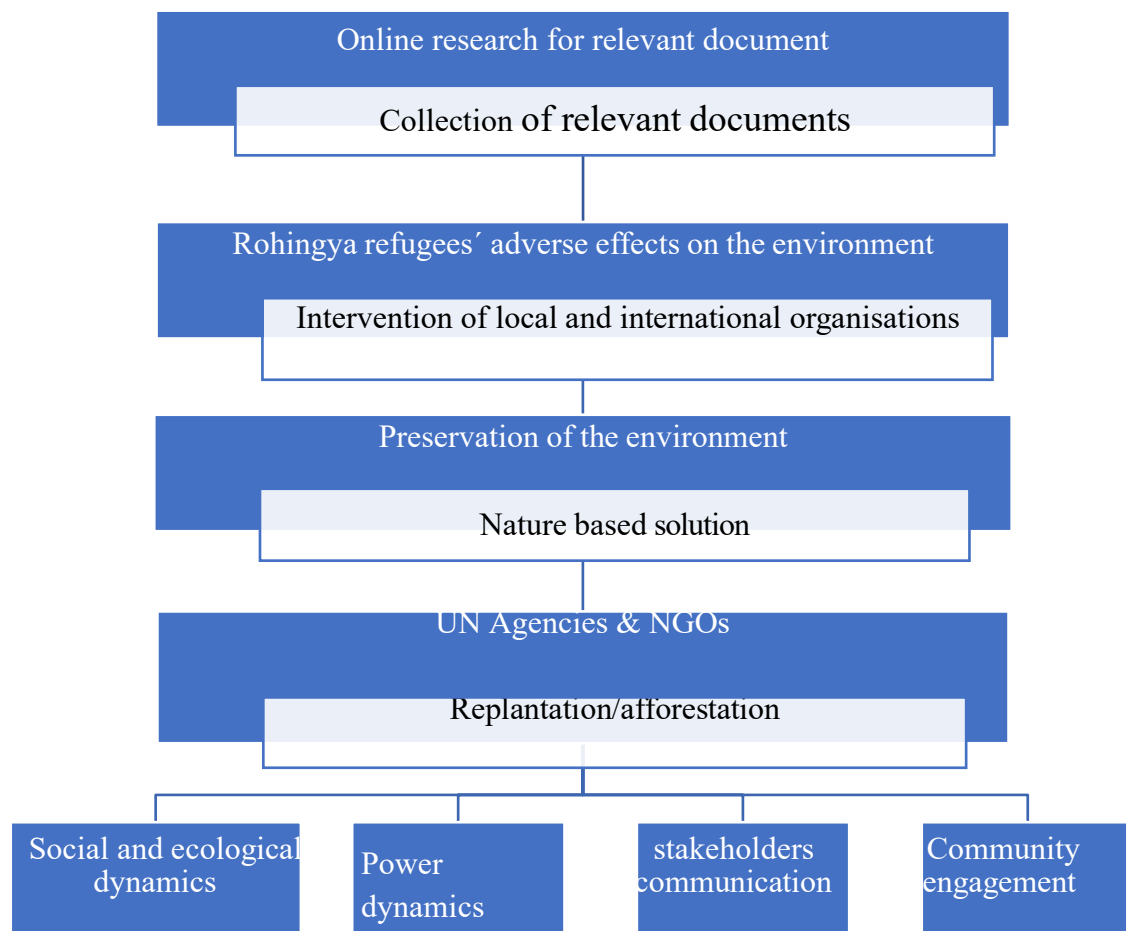 Online research for relevant document
Collection of relevant documents
Rohingya refugees´ adverse effects on the environment
Intervention of local and international organisations
Preservation of the environment
Nature based solution
UN Agencies & NGOs
Replantation/afforestation
Social and ecological
dynamics
Power
dynamics
stakeholders
communication
Community
engagement